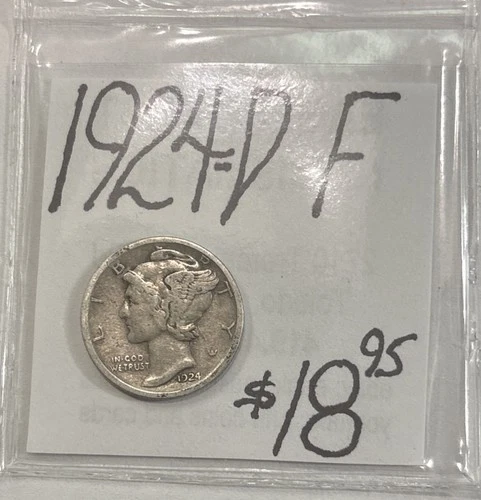 1924-D F
LIBERTY
IN GOD
WE TRUST
1924
$18.95